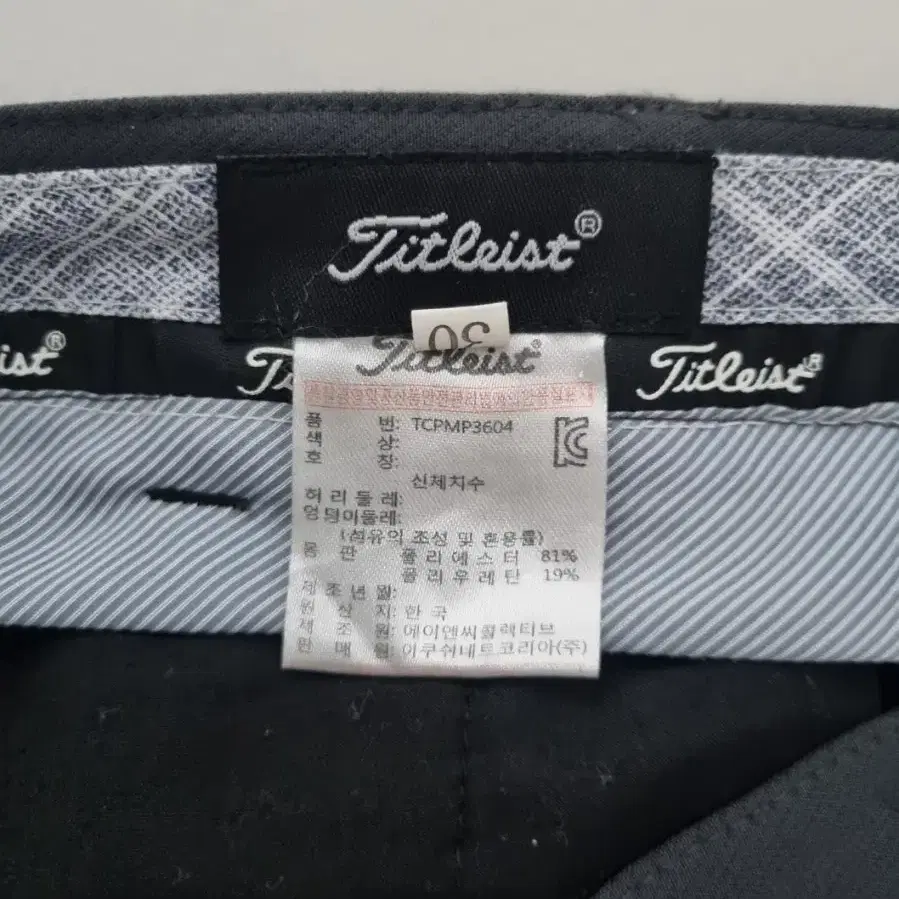 Titleist®
30
Titleist®
Titleist®
eist®
Ti
품 번: TCPMP3604
색 상:
호 칭:
신체치수
허리둘레:
엉덩이둘레:
(섬유의 조성 및 혼용률)
몸 판 폴리에스터 81%
폴리우레탄 19%
제조년월:
원 산 지: 한국
제 조 원: 에이앤씨콜렉티브
판 매 원: 아쿠쉬네트코리아(주)